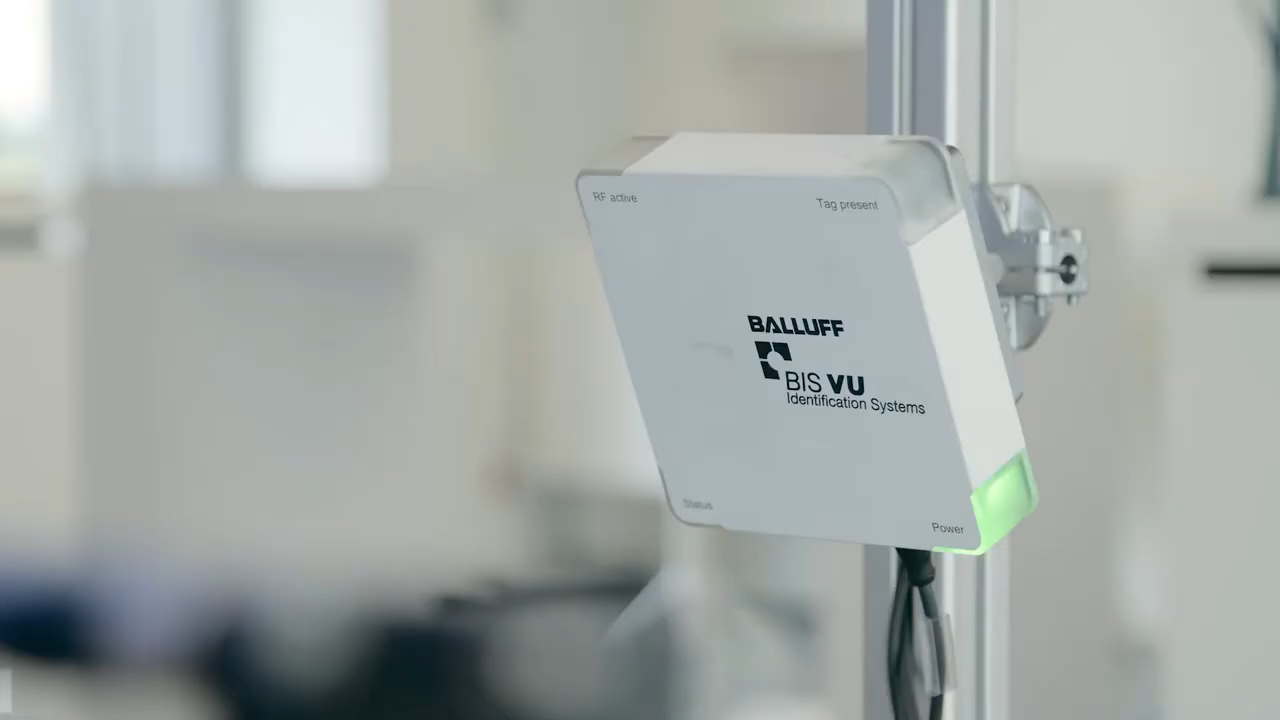 RF active
Tag present
BALLUFF
BIS VU
Identification Systems
Status
Power